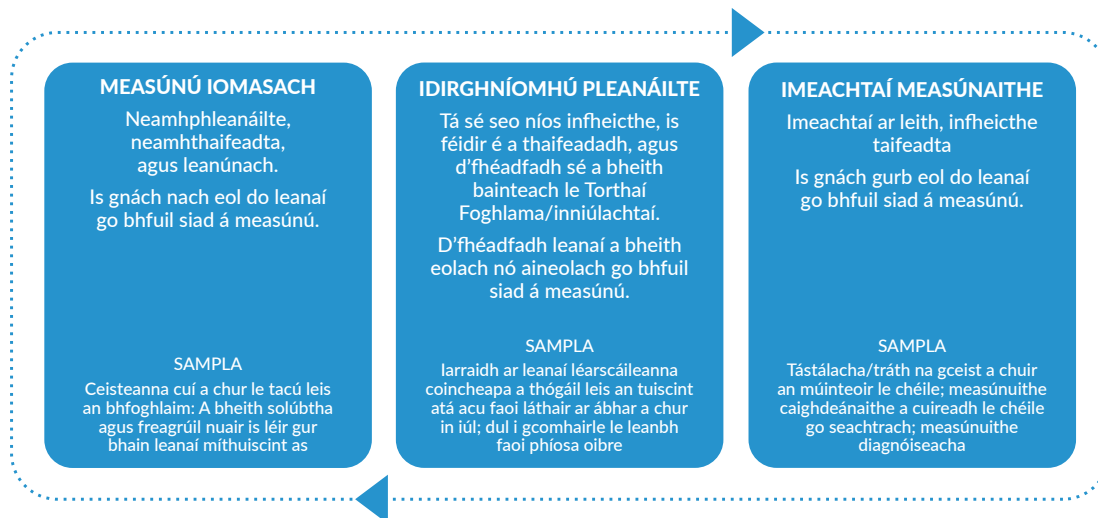 MEASÚNÚ IOMASACH
Neamhphleanáilte,
neamhthaifeadta,
agus leanúnach.
Is gnách nach eol do leanaí
go bhfuil siad á measúnú.
SAMPLA
Ceisteanna cuí a chur le tacú leis
an bhfoghlaim: A bheith solúbtha
agus freagrúil nuair is léir gur
bhain leanaí míthuiscint as
IDIRGHNÍOMHÚ PLEANÁILTE
Tá sé seo níos infheicthe, is
féidir é a thaifeadadh, agus
d'fhéadfadh sé a bheith
bainteach le Torthaí
Foghlama/inniúlachtaí.
D'fhéadfadh leanaí a bheith
eolach nó aineolach go bhfuil
siad á measúnú.
SAMPLA
Iarraidh ar leanaí léarscáileanna
coincheapa a thógáil leis an tuiscint
atá acu faoi láthair ar ábhar a chur
in iúl; dul i gcomhairle le leanbh
faoi phíosa oibre
IMEACHTAÍ MEASÚNAITHE
Imeachtaí ar leith, infheicthe
taifeadta
Is gnách gurb eol do leanaí
go bhfuil siad á measúnú.
SAMPLA
Tástálacha/tráth na gceist a chuir
an múinteoir le chéile; measúnuithe
caighdeánaithe a cuireadh le chéile
go seachtrach; measúnuithe
diagnóiseacha